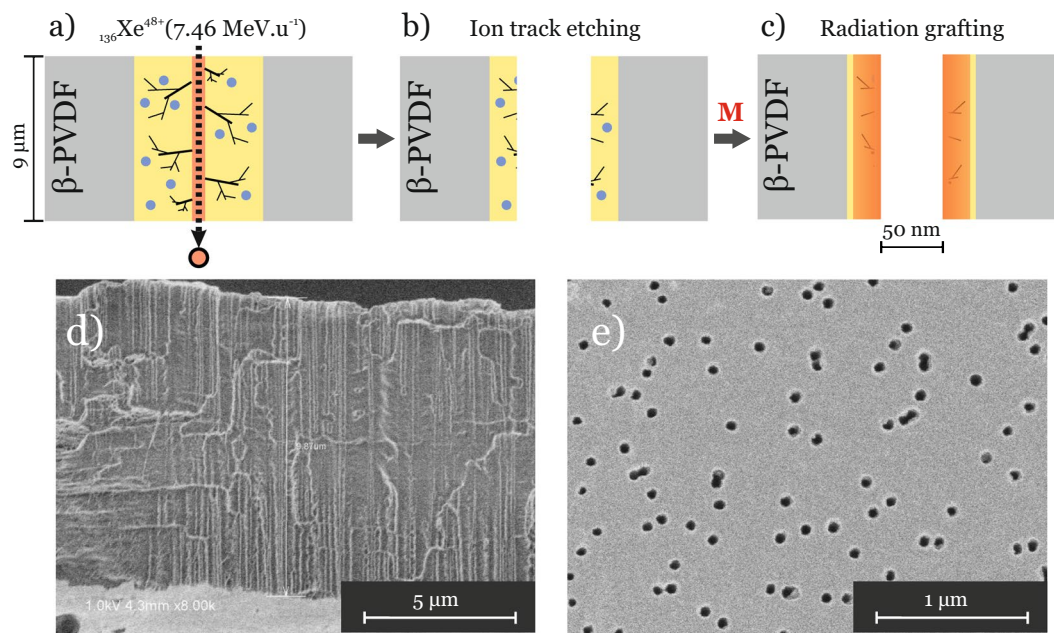 a)
₁₃₆Xe⁴⁸⁺(7.46 MeV.u⁻¹)
b)
Ion track etching
c)
Radiation grafting
9 µm
β-PVDF
β-PVDF
M
β-PVDF
50 nm
d)
9.87um
1.0kV 4.3mm x8.00k
5 µm
e)
1 µm